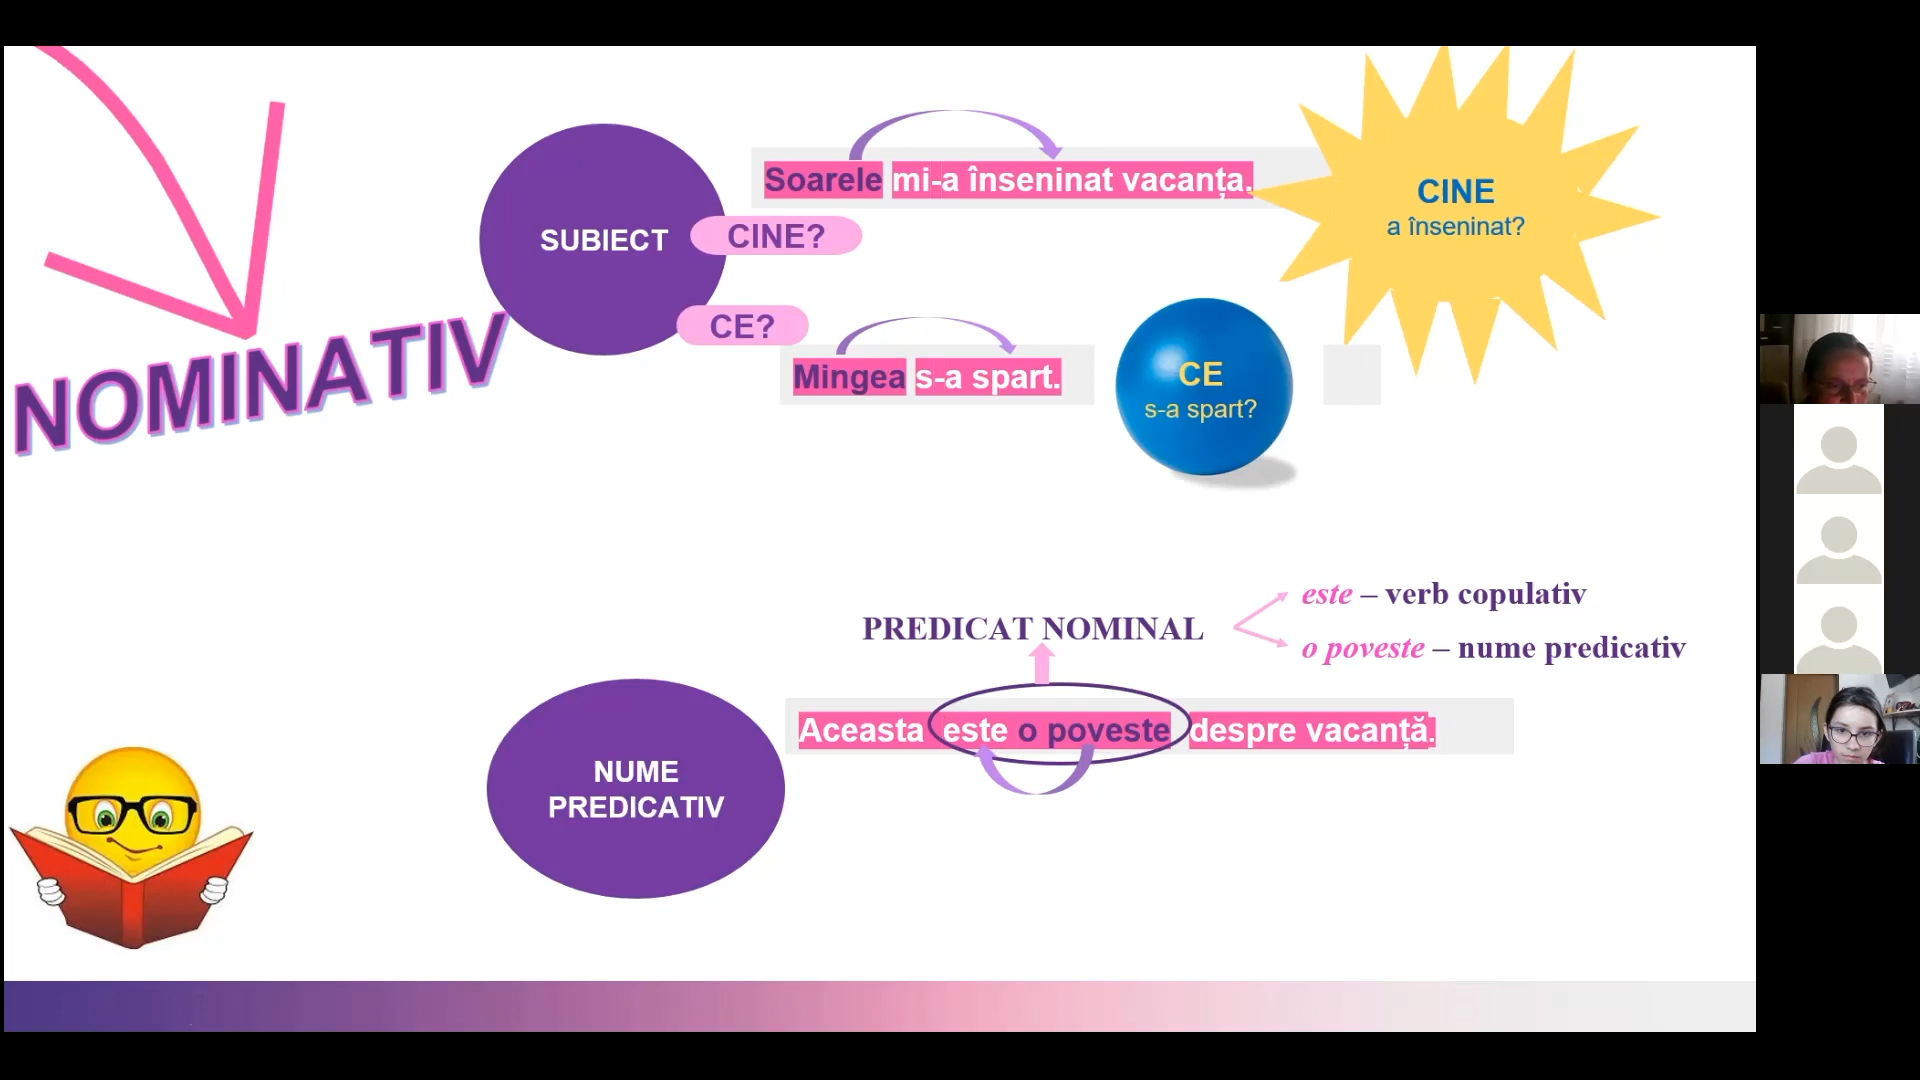 NOMINATIV
SUBIECT
CINE?
CE?
Soarele mi-a înseninat vacanța.
CINE
a înseninat?
Mingea s-a spart.
CE
s-a spart?
PREDICAT NOMINAL
este – verb copulativ
o poveste – nume predicativ
NUME
PREDICATIV
Aceasta este o poveste despre vacanță.